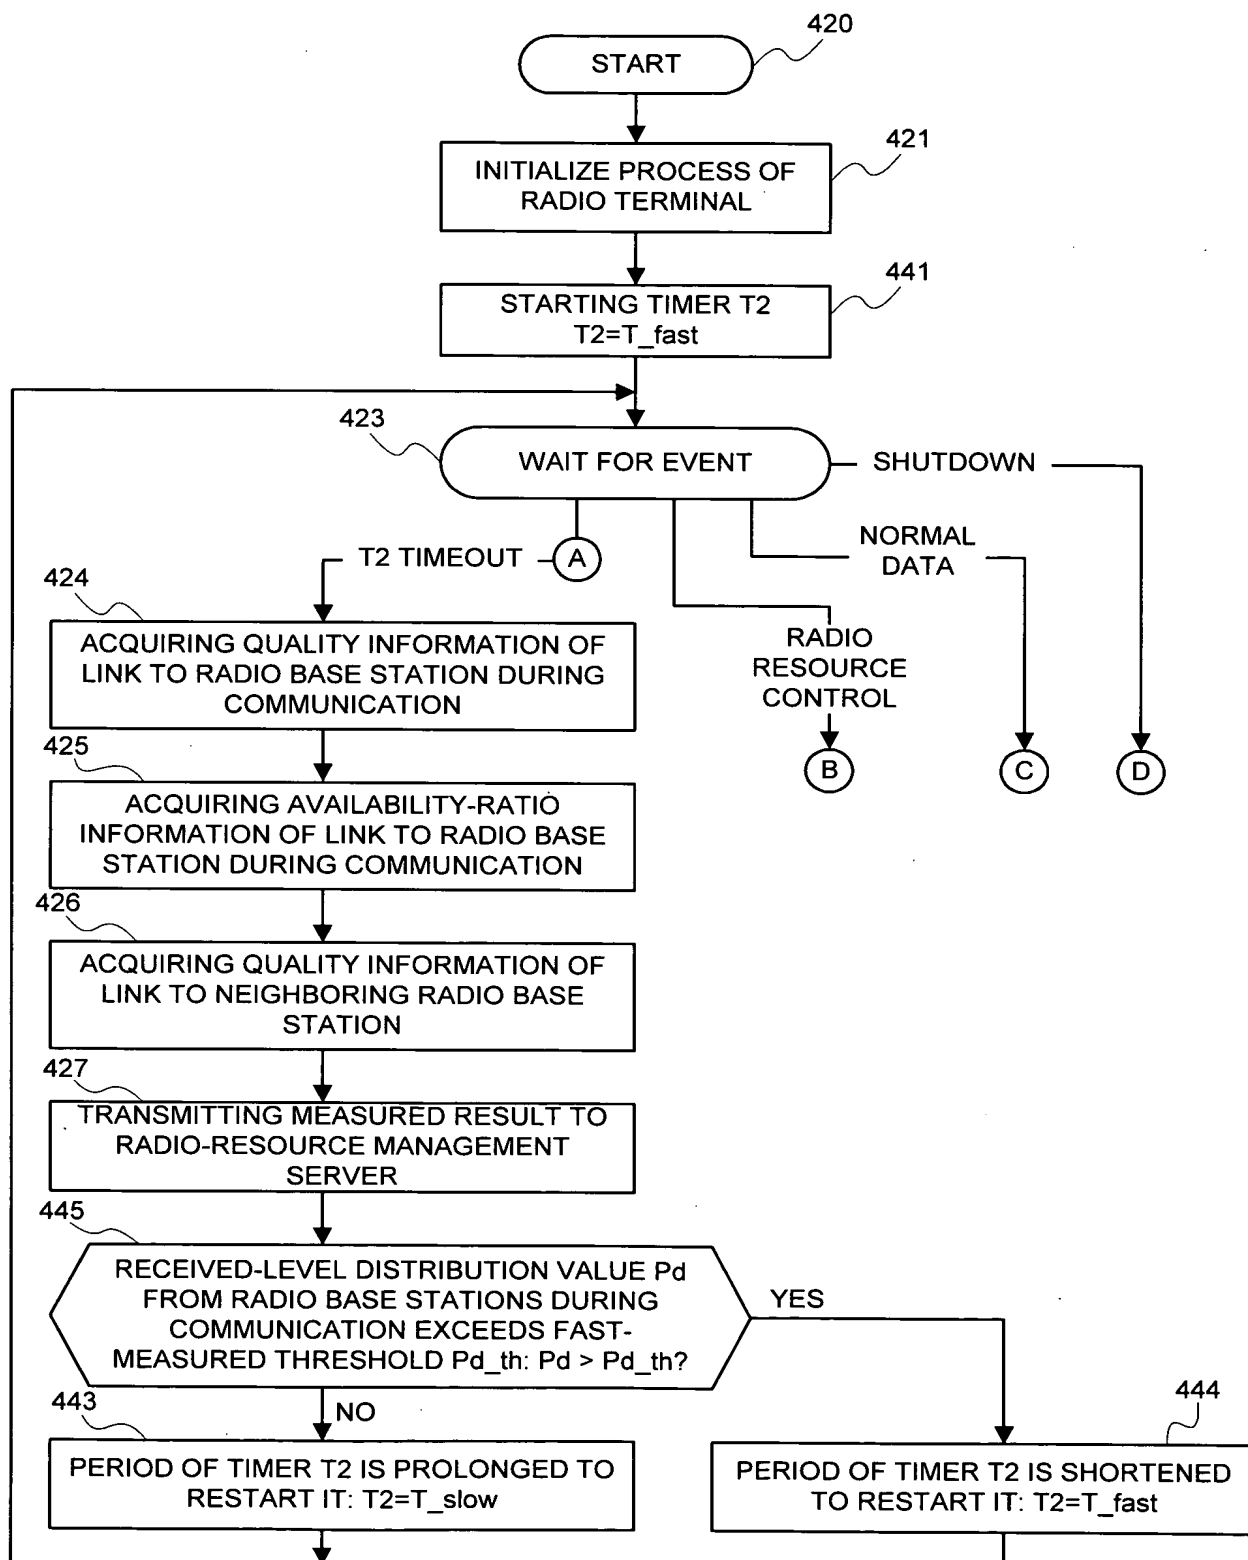 420
START
421
INITIALIZE PROCESS OF
RADIO TERMINAL
441
STARTING TIMER T2
T2=T_fast
423
WAIT FOR EVENT
SHUTDOWN
T2 TIMEOUT
A
NORMAL
DATA
RADIO
RESOURCE
CONTROL
B
C
D
424
ACQUIRING QUALITY INFORMATION OF
LINK TO RADIO BASE STATION DURING
COMMUNICATION
425
ACQUIRING AVAILABILITY-RATIO
INFORMATION OF LINK TO RADIO BASE
STATION DURING COMMUNICATION
426
ACQUIRING QUALITY INFORMATION OF
LINK TO NEIGHBORING RADIO BASE
STATION
427
TRANSMITTING MEASURED RESULT TO
RADIO-RESOURCE MANAGEMENT
SERVER
445
RECEIVED-LEVEL DISTRIBUTION VALUE Pd
FROM RADIO BASE STATIONS DURING
COMMUNICATION EXCEEDS FAST-
MEASURED THRESHOLD Pd_th: Pd > Pd_th?
YES
NO
443
PERIOD OF TIMER T2 IS PROLONGED TO
RESTART IT: T2=T_slow
444
PERIOD OF TIMER T2 IS SHORTENED
TO RESTART IT: T2=T_fast